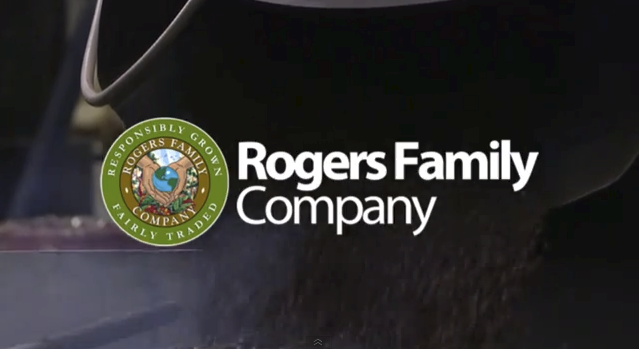 RESPONSIBLY GROWN
ROGERS FAMILY
COMPANY
FAIRLY TRADED
Rogers Family
Company